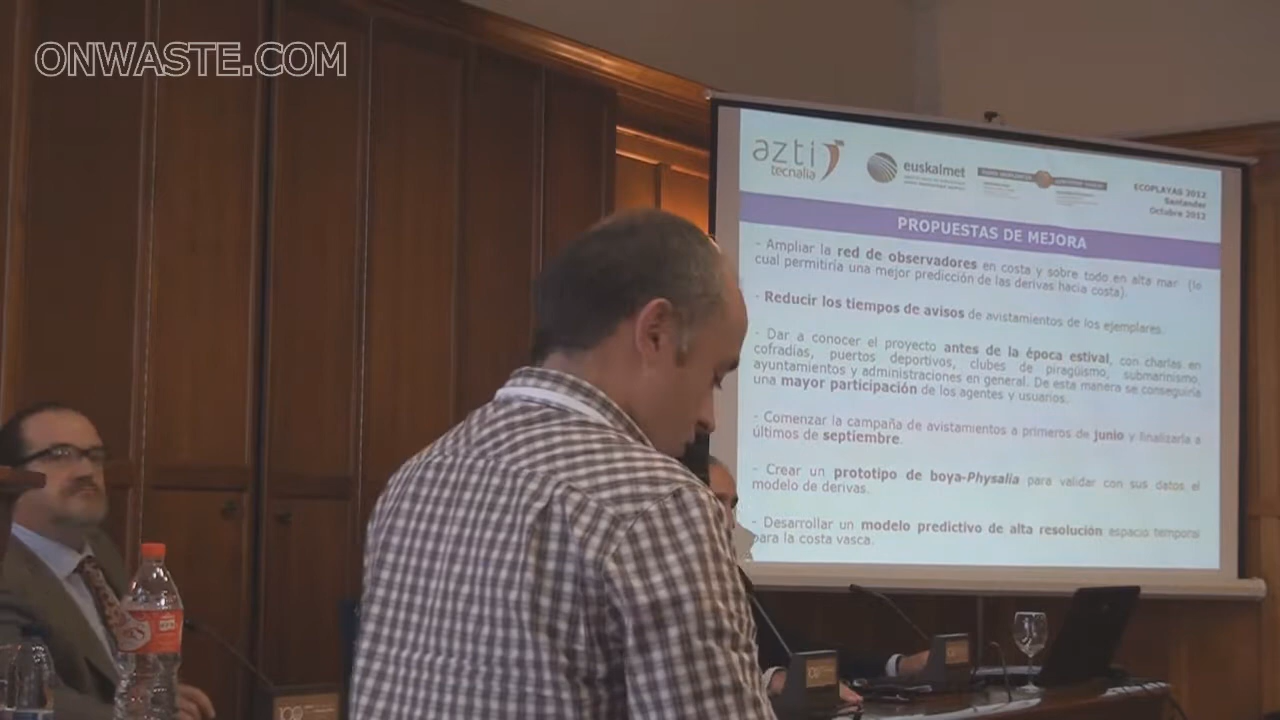 ONWASTE.COM
azti
tecnalia
euskalmet
ECOPLAYAS 2012
Santander
Octubre 2012
PROPUESTAS DE MEJORA
- Ampliar la red de observadores en costa y sobre todo en alta mar (lo
cual permitiría una mejor predicción de las derivas hacia costa).
- Reducir los tiempos de avisos de avistamientos de los ejemplares.
- Dar a conocer el proyecto antes de la época estival, con charlas en
cofradías, puertos deportivos, clubes de piragüismo, submarinismo,
ayuntamientos y administraciones en general. De esta manera se conseguiría
una mayor participación de los agentes y usuarios.
- Comenzar la campaña de avistamientos a primeros de junio y finalizarla a
últimos de septiembre.
- Crear un prototipo de boya-Physalia para validar con sus datos el
modelo de derivas.
- Desarrollar un modelo predictivo de alta resolución espacio temporal
para la costa vasca.